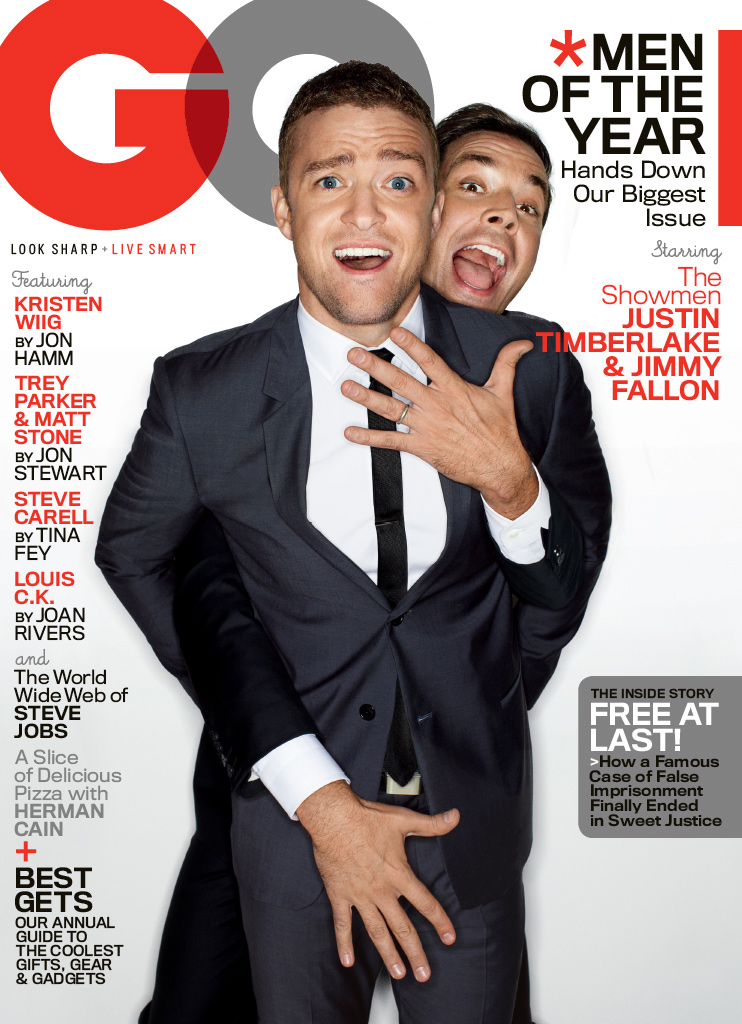 GQ
LOOK SHARP + LIVE SMART
*MEN
OF THE
YEAR
Hands Down
Our Biggest
Issue
Starring
The
Showmen
JUSTIN
TIMBERLAKE
& JIMMY
FALLON
Featuring
KRISTEN
WIIG
BY JON
HAMM
TREY
PARKER
& MATT
STONE
BY JON
STEWART
STEVE
CARELL
BY TINA
FEY
LOUIS
C.K.
BY JOAN
RIVERS
and
The World
Wide Web of
STEVE
JOBS
A Slice
of Delicious
Pizza with
HERMAN
CAIN
+
BEST
GETS
OUR ANNUAL
GUIDE TO
THE COOLEST
GIFTS, GEAR
& GADGETS
THE INSIDE STORY
FREE AT
LAST!
>How a Famous
Case of False
Imprisonment
Finally Ended
in Sweet Justice